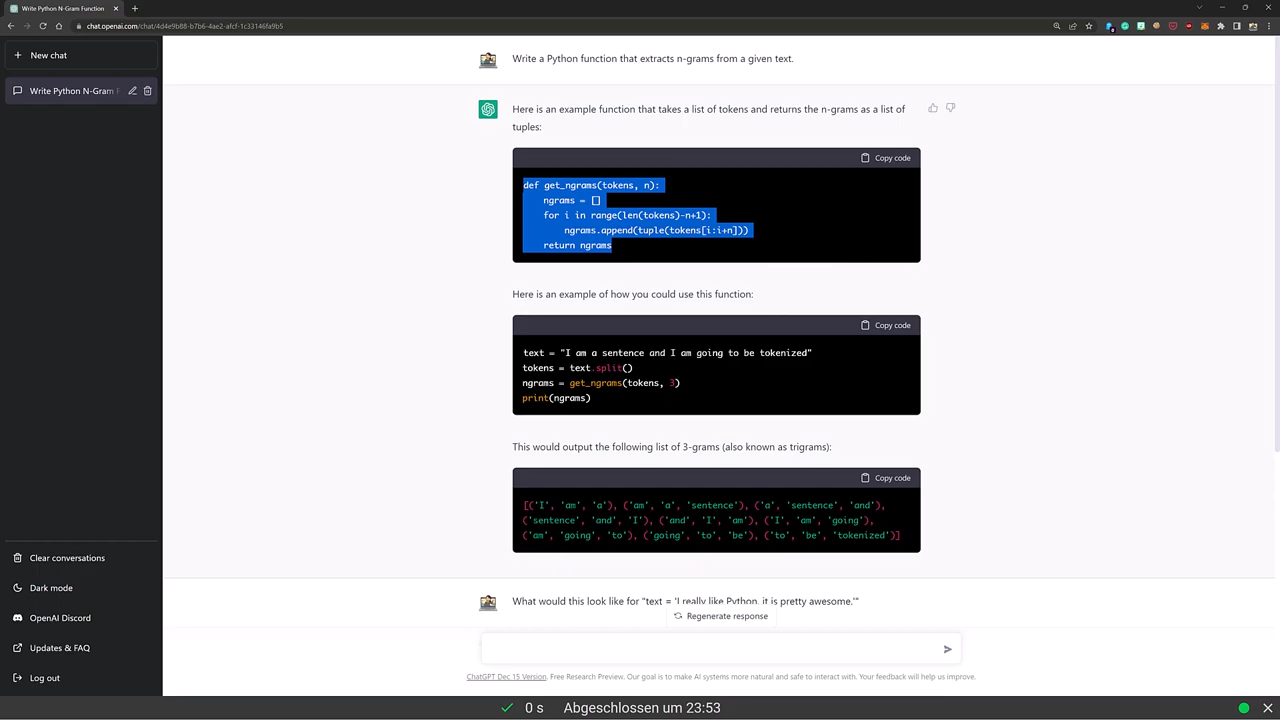 Write Python N-Gram Function
chat.openai.com/chat/4d4e9b88-b7b6-4ae2-afcf-1c33146fa9b5
New chat
Write Python N-Gram F
Clear conversations
Dark mode
OpenAI Discord
Updates & FAQ
Log out
Write a Python function that extracts n-grams from a given text.
Here is an example function that takes a list of tokens and returns the n-grams as a list of
tuples:
Copy code
def get_ngrams(tokens, n):
    ngrams = []
    for i in range(len(tokens)-n+1):
        ngrams.append(tuple(tokens[i:i+n]))
    return ngrams
Here is an example of how you could use this function:
Copy code
text = "I am a sentence and I am going to be tokenized"
tokens = text.split()
ngrams = get_ngrams(tokens, 3)
print(ngrams)
This would output the following list of 3-grams (also known as trigrams):
Copy code
[('I', 'am', 'a'), ('am', 'a', 'sentence'), ('a', 'sentence', 'and'),
('sentence', 'and', 'I'), ('and', 'I', 'am'), ('I', 'am', 'going'),
('am', 'going', 'to'), ('going', 'to', 'be'), ('to', 'be', 'tokenized')]
What would this look like for "text = 'I really like Python, it is pretty awesome.'"
Regenerate response
ChatGPT Dec 15 Version. Free Research Preview. Our goal is to make AI systems more natural and safe to interact with. Your feedback will help us improve.
0 s Abgeschlossen um 23:53